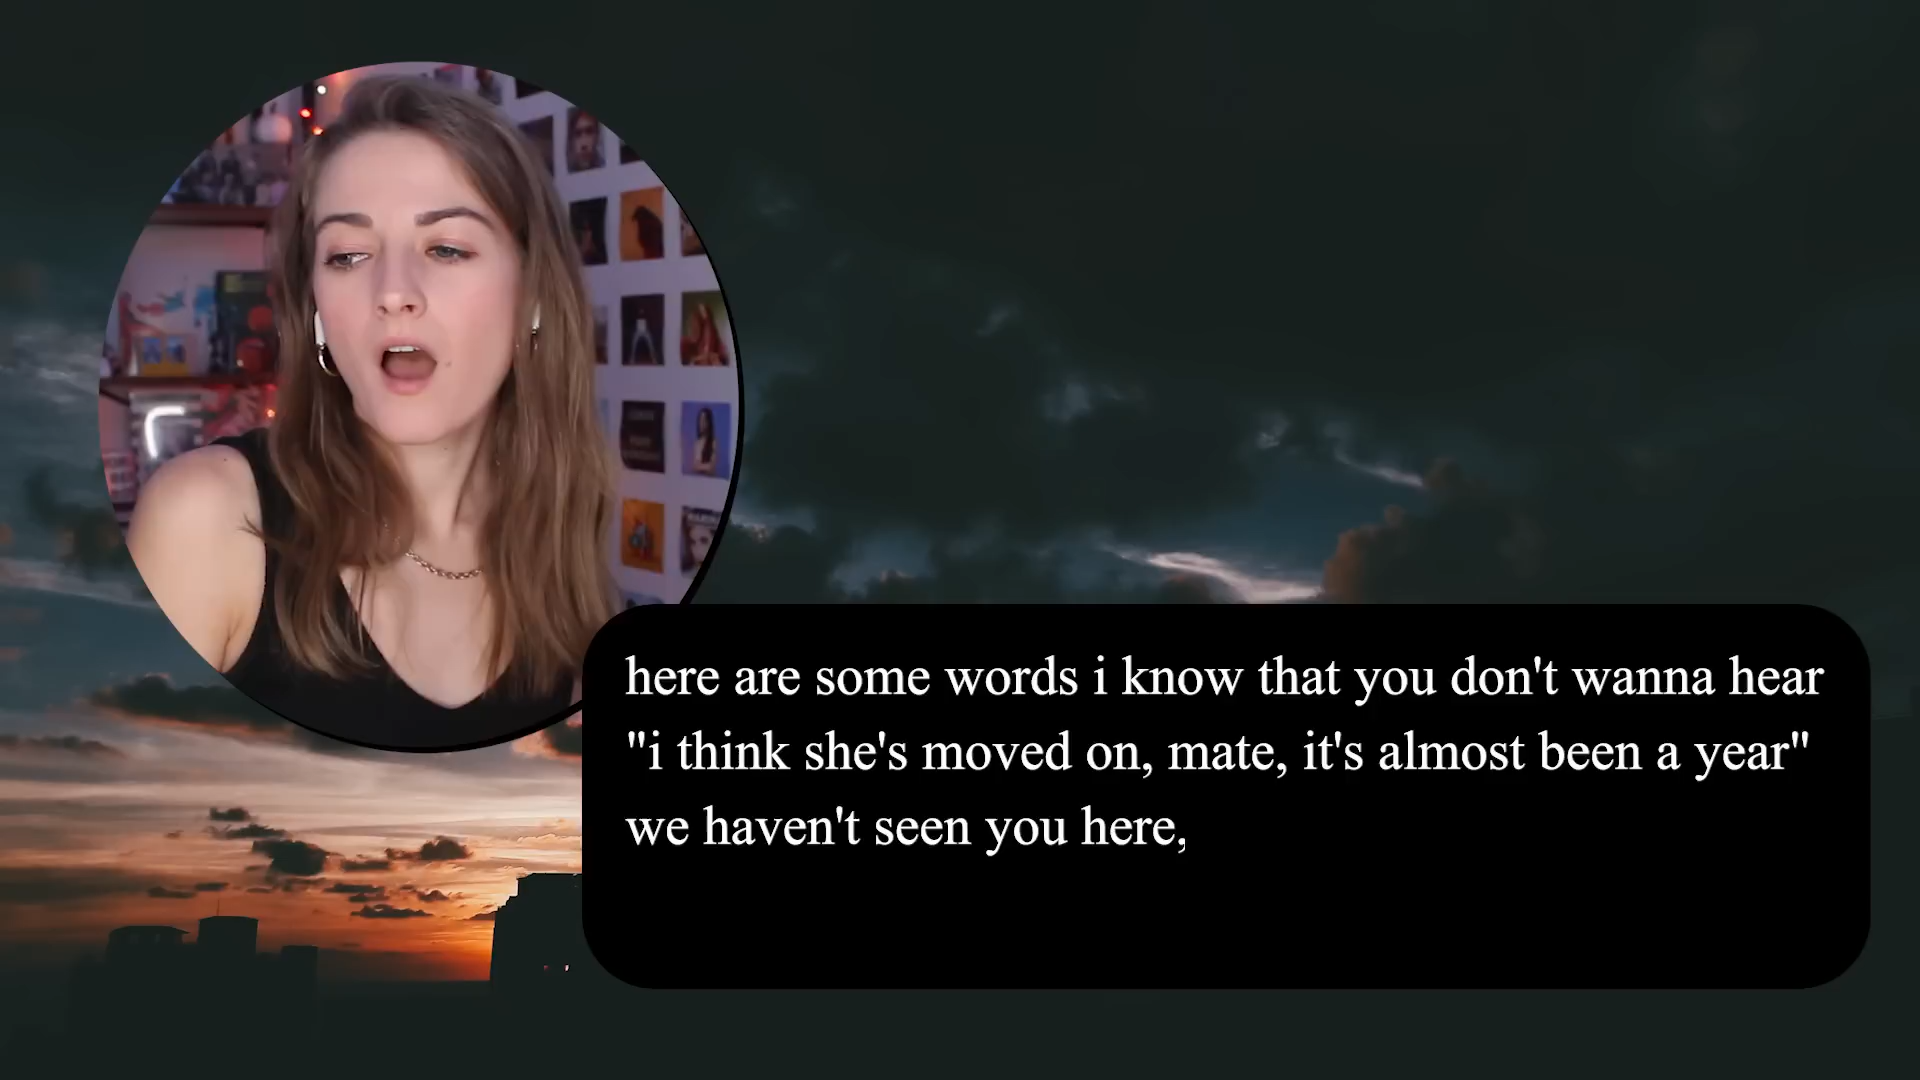 here are some words i know that you don't wanna hear
"i think she's moved on, mate, it's almost been a year"
we haven't seen you here,